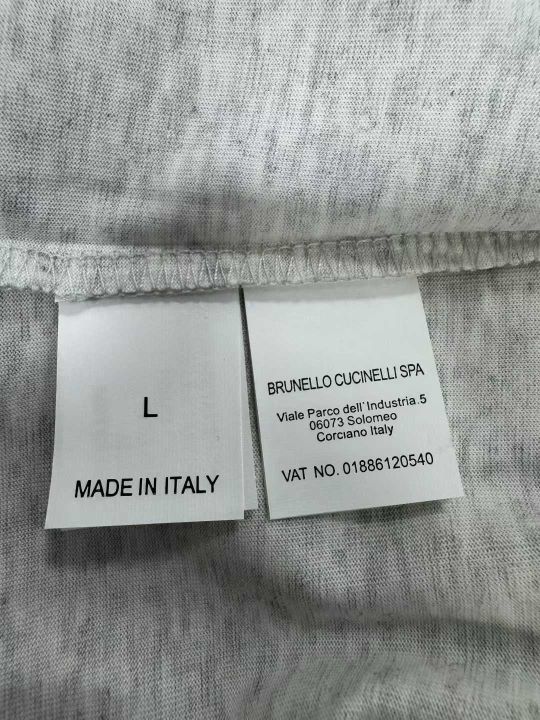 L
MADE IN ITALY
BRUNELLO CUCINELLI SPA
Viale Parco dell' Industria.5
06073 Solomeo
Corciano Italy
VAT NO. 01886120540